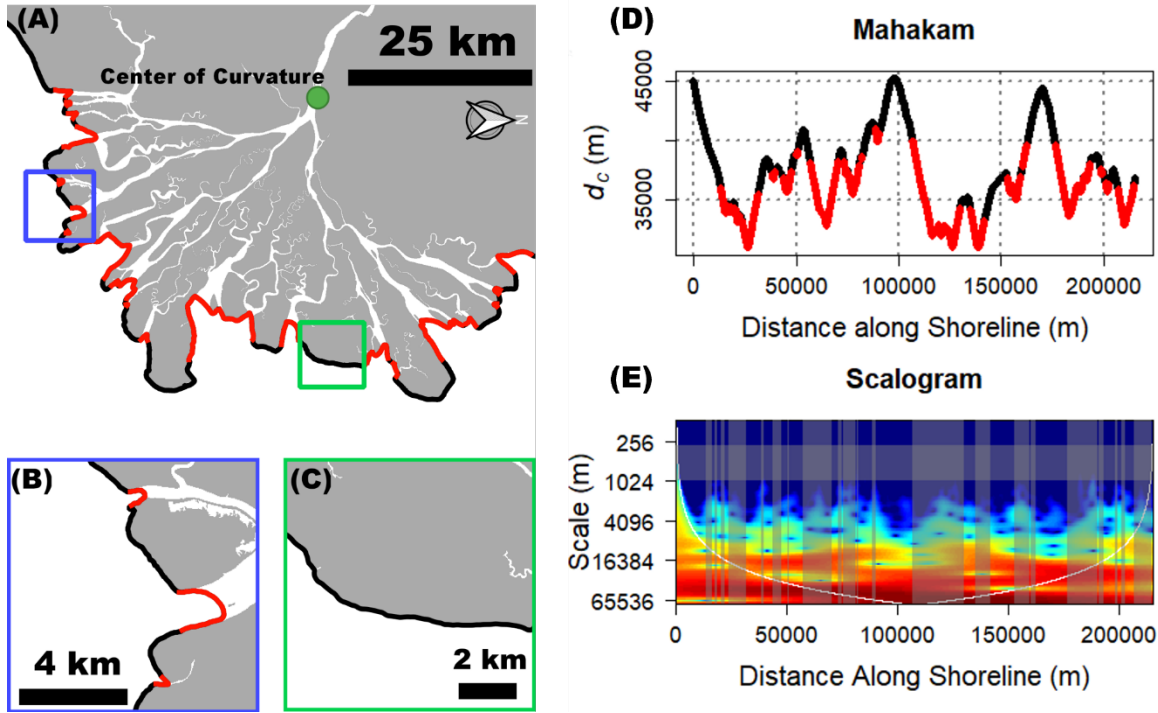 (A)
25 km
Center of Curvature
N
(B)
4 km
(C)
2 km
(D)
Mahakam
45000
35000
d_C (m)
0 50000 100000 150000 200000
Distance along Shoreline (m)
(E)
Scalogram
256
1024
4096
16384
65536
Scale (m)
0 50000 100000 150000 200000
Distance Along Shoreline (m)